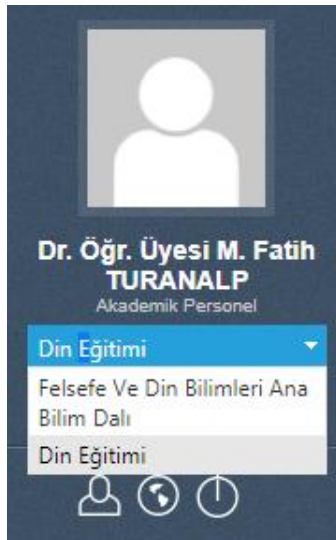 Dr. Öğr. Üyesi M. Fatih
TURANALP
Akademik Personel
Din Eğitimi
Felsefe Ve Din Bilimleri Ana
Bilim Dalı
Din Eğitimi